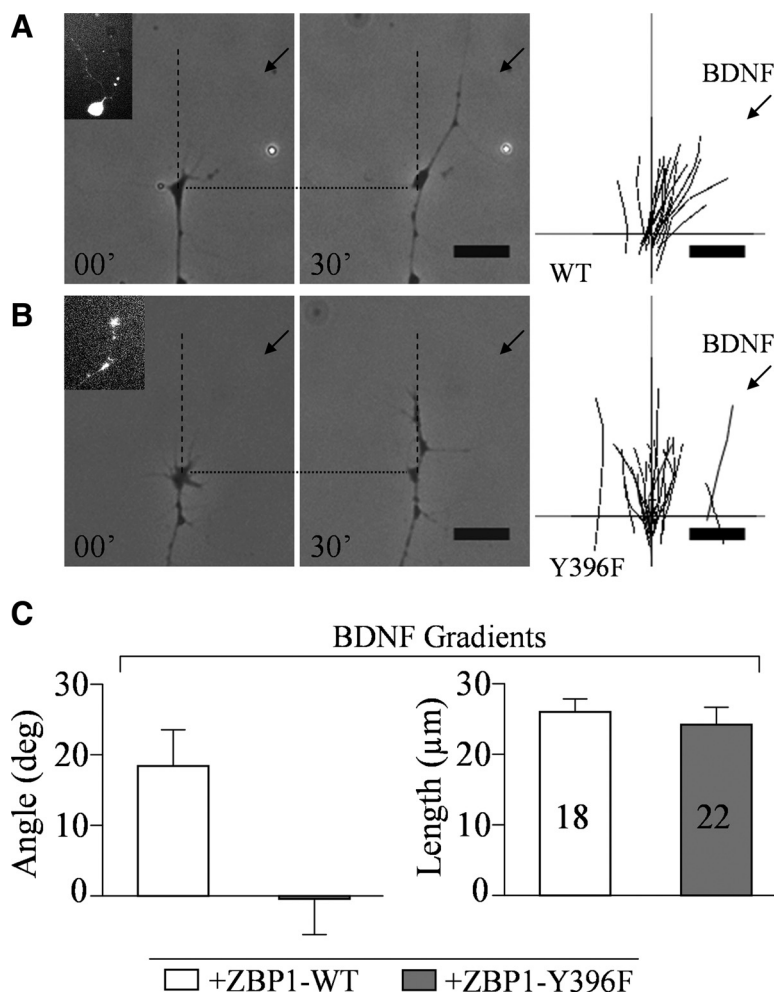 A
00’
30’
BDNF
WT
B
00’
30’
BDNF
Y396F
C
BDNF Gradients
Angle (deg)
30
20
10
0
Length (μm)
30
20
10
0
18
22
+ZBP1-WT
+ZBP1-Y396F